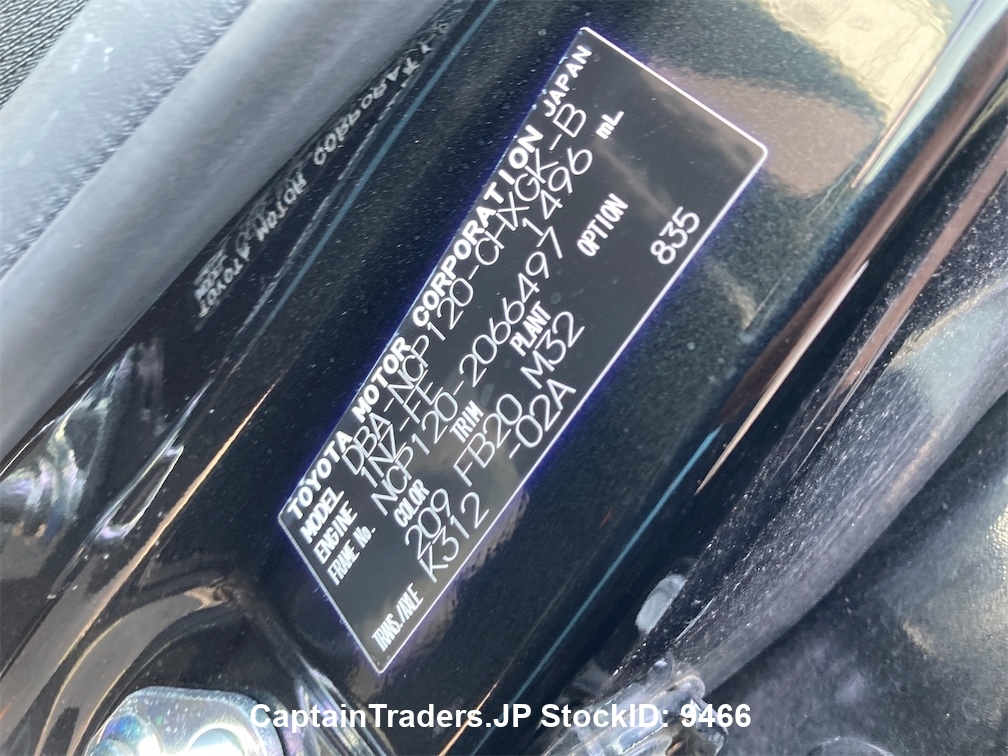 TOYOTA MOTOR CORPORATION JAPAN
MODEL DBA-NCP120-CHXGK-B
ENGINE 1NZ-FE 1496 mL
FRAME No. NCP120-2066497
COLOR TRIM PLANT OPTION
209 FB20 M32 835
TRANS./AXLE K312 -02A
CaptainTraders.JP StockID: 9466